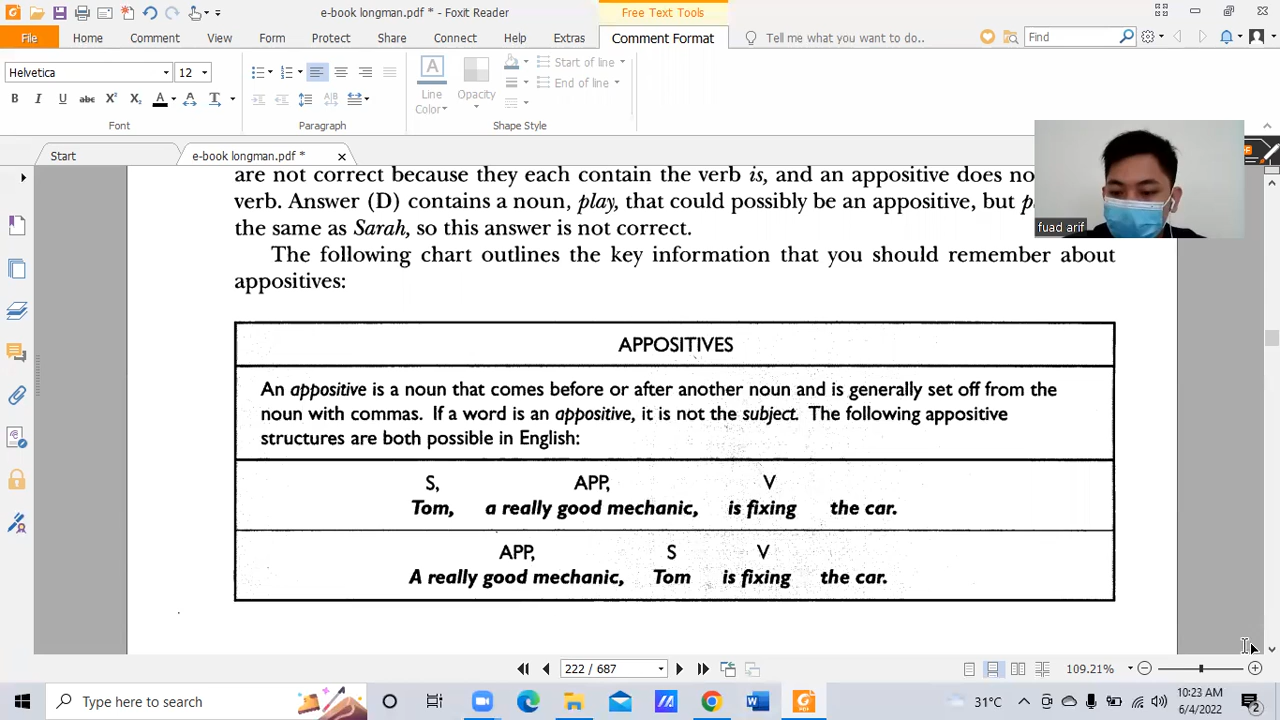 e-book longman.pdf * - Foxit Reader
Free Text Tools
File Home Comment View Form Protect Share Connect Help Extras Comment Format Tell me what you want to do.. Find
Helvetica 12 Start of line
Line Color Opacity End of line
B I U abc X² X₂ A T
Font Paragraph Shape Style
Start e-book longman.pdf *
are not correct because they each contain the verb is, and an appositive does no
verb. Answer (D) contains a noun, play, that could possibly be an appositive, but
the same as Sarah, so this answer is not correct.
fuad arif
The following chart outlines the key information that you should remember about
appositives:
APPOSITIVES
An appositive is a noun that comes before or after another noun and is generally set off from the
noun with commas. If a word is an appositive, it is not the subject. The following appositive
structures are both possible in English:
S, APP, V
Tom, a really good mechanic, is fixing the car.
APP, S V
A really good mechanic, Tom is fixing the car.
222 / 687 109.21%
Type here to search 31°C 10:23 AM
6/4/2022 2